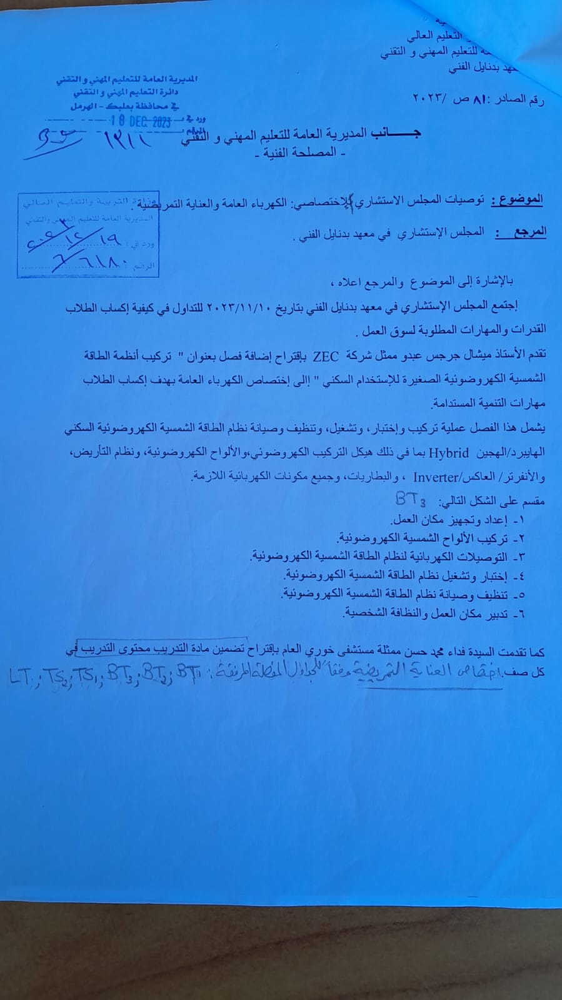 التعليم العالي
للتعليم المهني و التقني
معهد بدنايل الفني
رقم الصادر :٨١ ص /٢٠٢٣
المديرية العامة للتعليم المهني و التقني
دائرة التعليم المهني و التقني
في محافظة بعلبك - الهرمل
ورد في : 18 DEC 2023
الرقم : ١٣١١
جـــــانب المديرية العامة للتعليم المهني و التقني
- المصلحة الفنية -
الموضوع : توصيات المجلس الاستشاري لإختصاصي: الكهرباء العامة والعناية التمريضية .
المرجع : المجلس الإستشاري في معهد بدنايل الفني .
وزارة التربية والتعليم العالي
المديرية العامة للتعليم المهني والتقني
ورد في : ١٩/١٢/٢٠٢٣
الرقم : ٦١٨٠/٦
بالإشارة إلى الموضوع والمرجع اعلاه ،
إجتمع المجلس الإستشاري في معهد بدنايل الفني بتاريخ ٢٠٢٣/١١/١٠ للتداول في كيفية إكساب الطلاب
القدرات والمهارات المطلوبة لسوق العمل .
تقدم الأستاذ ميشال جرجس عبدو ممثل شركة ZEC بإقتراح إضافة فصل بعنوان " تركيب أنظمة الطاقة
الشمسية الكهروضوئية الصغيرة للإستخدام السكني " إالى إختصاص الكهرباء العامة بهدف إكساب الطلاب
مهارات التنمية المستدامة.
يشمل هذا الفصل عملية تركيب وإختبار، وتشغيل، وتنظيف وصيانة نظام الطاقة الشمسية الكهروضوئية السكني
الهايبرد/الهجين Hybrid بما في ذلك هيكل التركيب الكهروضوئي،والألواح الكهروضوئية، ونظام التأريض،
والأنفرتر/ العاكس/Inverter ، والبطاريات، وجميع مكونات الكهربائية اللازمة.
مقسم على الشكل التالي: BT3
١- إعداد وتجهيز مكان العمل.
٢- تركيب الألواح الشمسية الكهروضوئية.
٣- التوصيلات الكهربائية لنظام الطاقة الشمسية الكهروضوئية.
٤- إختبار وتشغيل نظام الطاقة الشمسية الكهروضوئية.
٥- تنظيف وصيانة نظام الطاقة الشمسية الكهروضوئية.
٦- تدبير مكان العمل والنظافة الشخصية.
كما تقدمت السيدة فداء محمد حسن ممثلة مستشفى خوري العام بإقتراح تضمين مادة التدريب محتوى التدريب في
كل صف. اختصاص العناية التمريضية وفقاً للجداول المفصلة المرفقة: BT1 ; BT2 ; BT3 ; TS1 ; TS2 ; LT